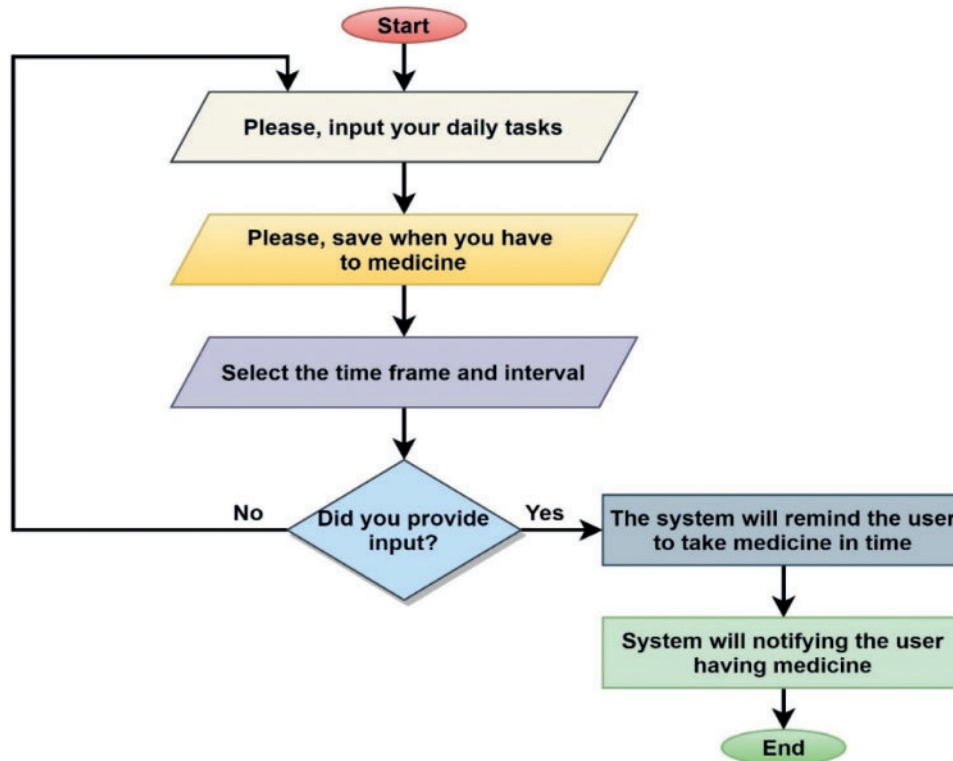 Start
Please, input your daily tasks
Please, save when you have
to medicine
Select the time frame and interval
No
Did you provide
input?
Yes
The system will remind the user
to take medicine in time
System will notifying the user
having medicine
End